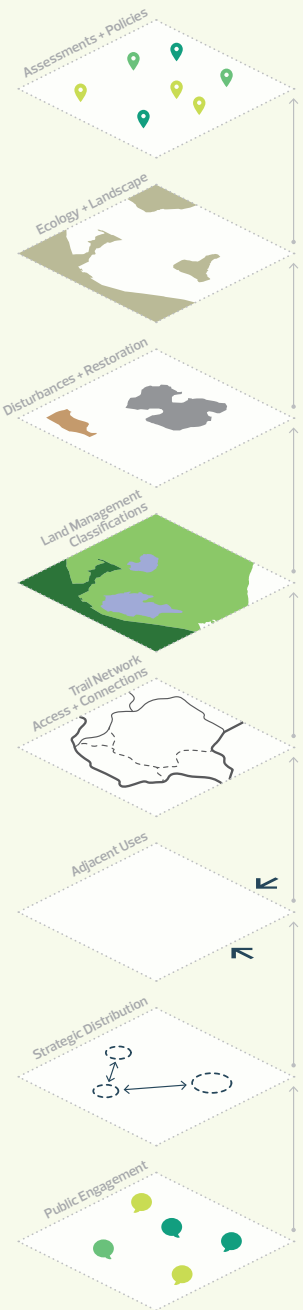 Assessments + Policies
Ecology + Landscape
Disturbances + Restoration
Land Management
Classifications
Trail Network
Access + Connections
Adjacent Uses
Strategic Distribution
Public Engagement